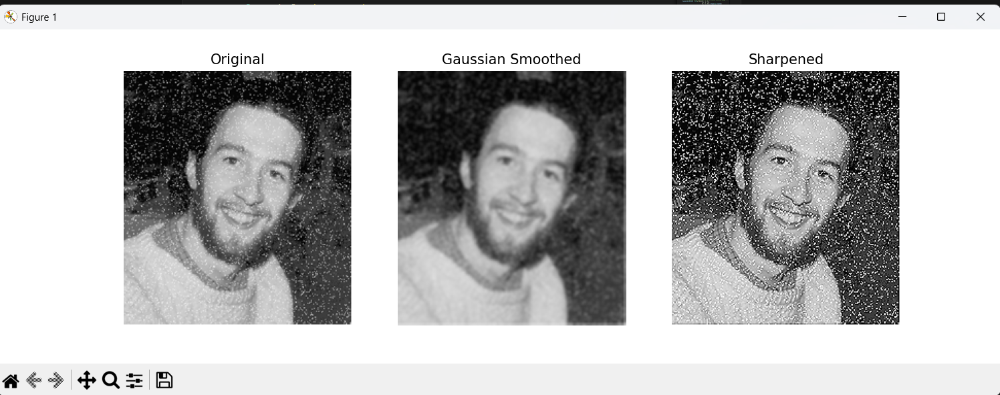 Figure 1
Original
Gaussian Smoothed
Sharpened